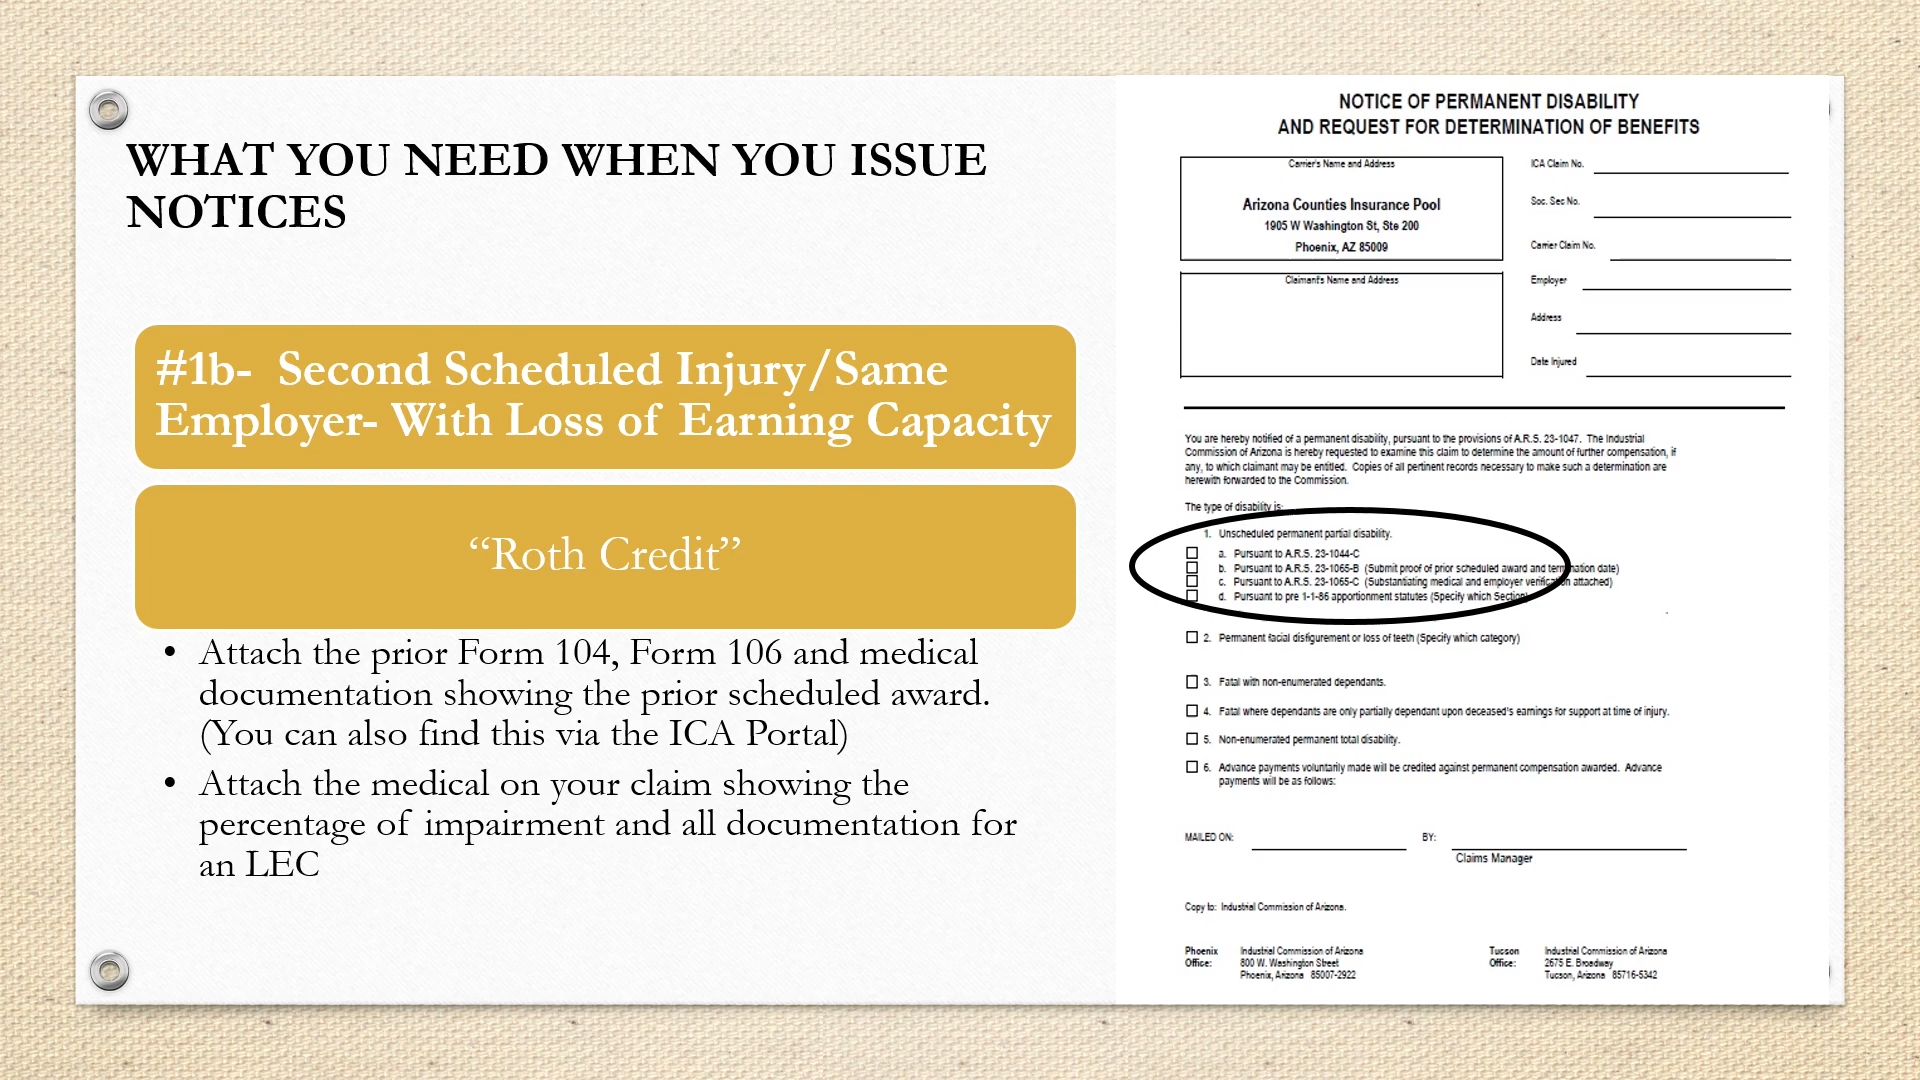 WHAT YOU NEED WHEN YOU ISSUE
NOTICES
#1b- Second Scheduled Injury/Same
Employer- With Loss of Earning Capacity
“Roth Credit”
• Attach the prior Form 104, Form 106 and medical
documentation showing the prior scheduled award.
(You can also find this via the ICA Portal)
• Attach the medical on your claim showing the
percentage of impairment and all documentation for
an LEC
NOTICE OF PERMANENT DISABILITY
AND REQUEST FOR DETERMINATION OF BENEFITS
Carrier's Name and Address
Arizona Counties Insurance Pool
1905 W Washington St, Ste 200
Phoenix, AZ 85009
Claimant's Name and Address
ICA Claim No.
Soc. Sec No.
Carrier Claim No.
Employer
Address
Date Injured
You are hereby notified of a permanent disability, pursuant to the provisions of A.R.S. 23-1047. The Industrial
Commission of Arizona is hereby requested to examine this claim to determine the amount of further compensation, if
any, to which claimant may be entitled. Copies of all pertinent records necessary to make such a determination are
herewith forwarded to the Commission.
The type of disability is:
1. Unscheduled permanent partial disability.
a. Pursuant to A.R.S. 23-1044-C
b. Pursuant to A.R.S. 23-1065-B (Submit proof of prior scheduled award and termination date)
c. Pursuant to A.R.S. 23-1065-C (Substantiating medical and employer verification attached)
d. Pursuant to pre 1-1-86 apportionment statutes (Specify which Section)
2. Permanent facial disfigurement or loss of teeth (Specify which category)
3. Fatal with non-enumerated dependants.
4. Fatal where dependants are only partially dependant upon deceased's earnings for support at time of injury.
5. Non-enumerated permanent total disability.
6. Advance payments voluntarily made will be credited against permanent compensation awarded. Advance
payments will be as follows:
MAILED ON:
BY:
Claims Manager
Copy to: Industrial Commission of Arizona.
Phoenix Industrial Commission of Arizona
Office: 800 W. Washington Street
Phoenix, Arizona 85007-2922
Tucson Industrial Commission of Arizona
Office: 2675 E. Broadway
Tucson, Arizona 85716-5342